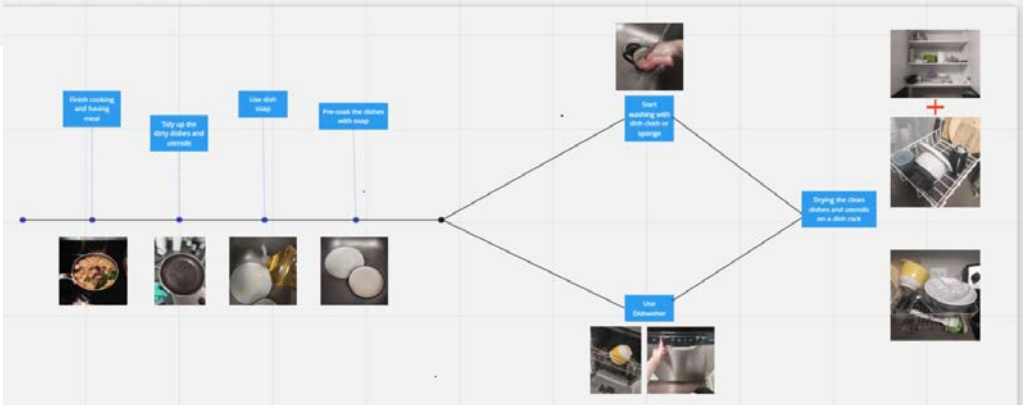 Finish cooking
and having
meal
Tidy up the
dirty dishes and
utensils
Use dish
soap
Pre-soak the dishes
with soap
Start
washing with
dish cloth or
sponge
Use
Dishwasher
Drying the clean
dishes and utensils
on a dish rack